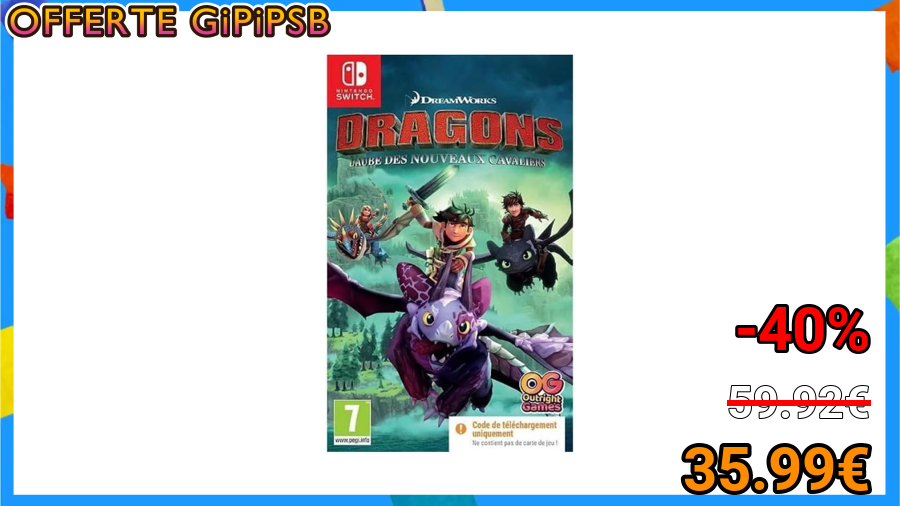 OFFERTE GiPiPSB
NINTENDO
SWITCH.
DREAMWORKS
DRAGONS
L'AUBE DES NOUVEAUX CAVALIERS
OG
Outright
Games
7
www.pegi.info
Code de téléchargement
uniquement
Ne contient pas de carte de jeu !
-40%
59.92€
35.99€